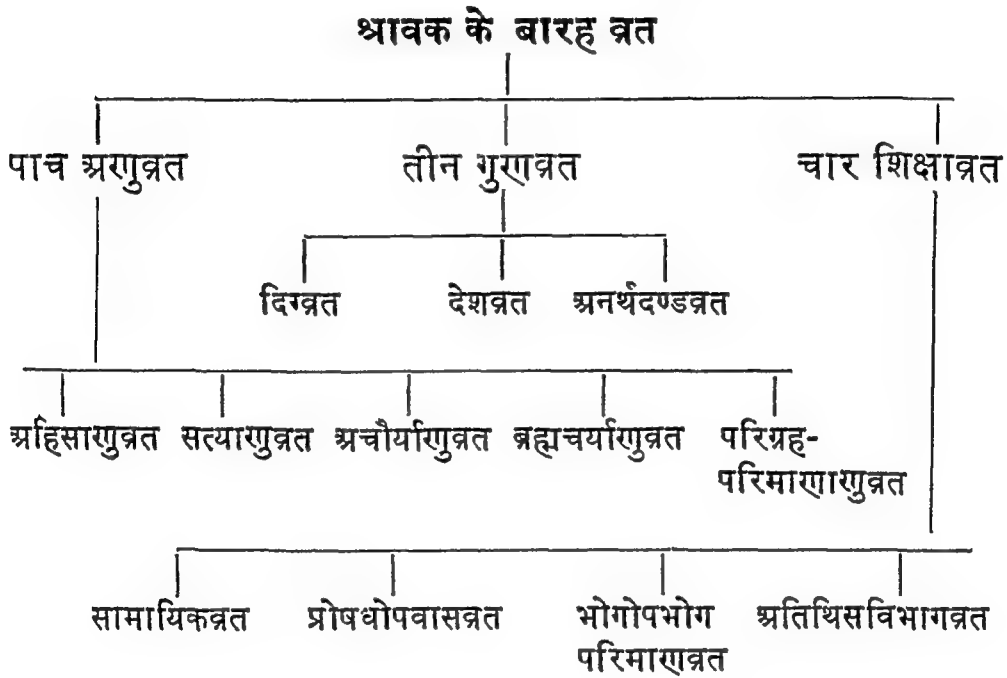 श्रावक के बारह व्रत
पाच अणुव्रत तीन गुणव्रत चार शिक्षाव्रत
दिग्व्रत देशव्रत अनर्थदण्डव्रत
अहिसाणुव्रत सत्याणुव्रत अचौर्याणुव्रत ब्रह्मचर्याणुव्रत परिग्रह-
परिमाणाणुव्रत
सामायिकव्रत प्रोषधोपवासव्रत भोगोपभोग अतिथिसविभागव्रत
परिमाणव्रत